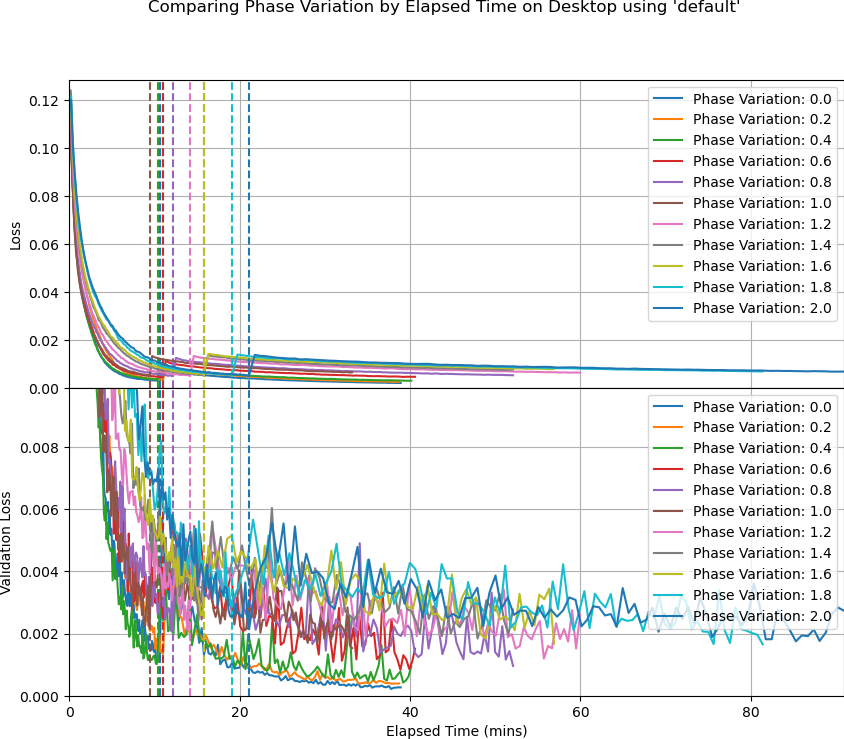 Comparing Phase Variation by Elapsed Time on Desktop using 'default'
Loss
0.12
0.10
0.08
0.06
0.04
0.02
0.00
Phase Variation: 0.0
Phase Variation: 0.2
Phase Variation: 0.4
Phase Variation: 0.6
Phase Variation: 0.8
Phase Variation: 1.0
Phase Variation: 1.2
Phase Variation: 1.4
Phase Variation: 1.6
Phase Variation: 1.8
Phase Variation: 2.0
Validation Loss
0.008
0.006
0.004
0.002
0.000
Phase Variation: 0.0
Phase Variation: 0.2
Phase Variation: 0.4
Phase Variation: 0.6
Phase Variation: 0.8
Phase Variation: 1.0
Phase Variation: 1.2
Phase Variation: 1.4
Phase Variation: 1.6
Phase Variation: 1.8
Phase Variation: 2.0
0 20 40 60 80
Elapsed Time (mins)